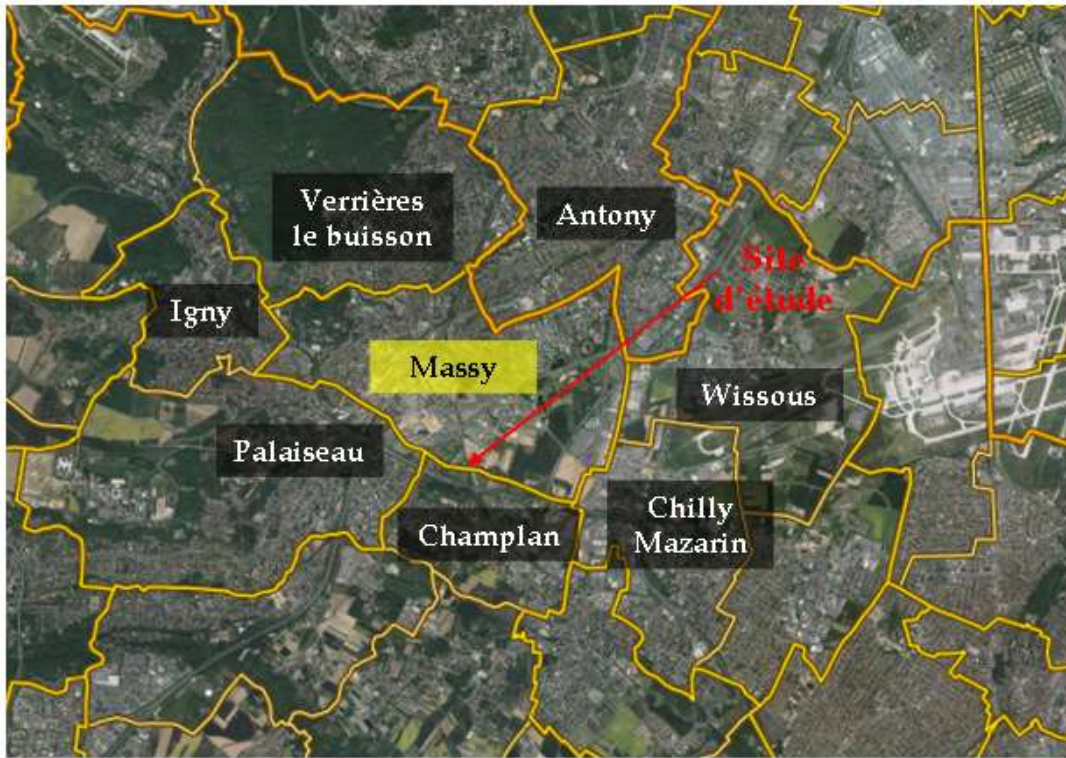 Verrières
le buisson
Antony
Site
d'étude
Igny
Massy
Wissous
Palaiseau
Chilly
Mazarin
Champlan